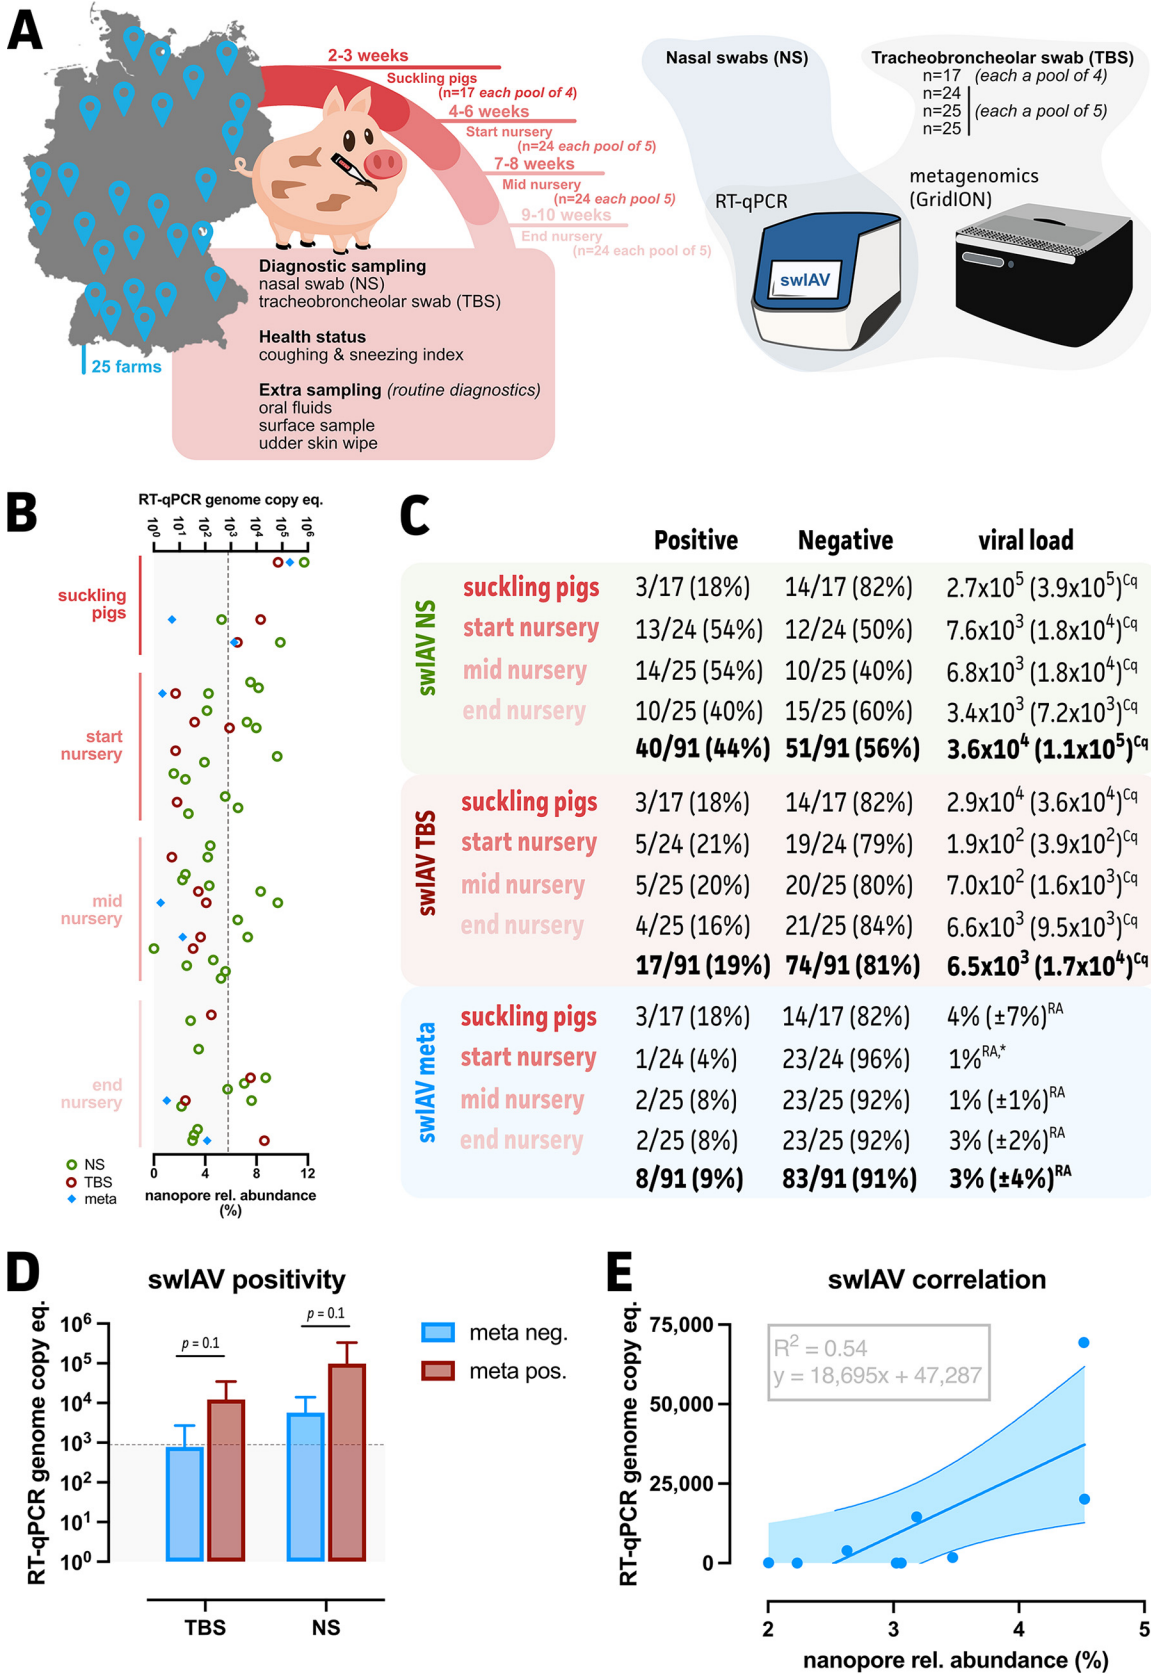 A
2-3 weeks
Suckling pigs
(n=17 each pool of 4)
4-6 weeks
Start nursery
(n=24 each pool of 5)
7-8 weeks
Mid nursery
(n=24 each pool 5)
9-10 weeks
End nursery
(n=24 each pool of 5)
25 farms
Diagnostic sampling
nasal swab (NS)
tracheobroncheolar swab (TBS)
Health status
coughing & sneezing index
Extra sampling (routine diagnostics)
oral fluids
surface sample
udder skin wipe
Nasal swabs (NS)
Tracheobroncheolar swab (TBS)
n=17 (each a pool of 4)
n=24
n=25 (each a pool of 5)
n=25
RT-qPCR
metagenomics
(GridION)
swIAV
B
RT-qPCR genome copy eq.
10⁰ 10¹ 10² 10³ 10⁴ 10⁵ 10⁶
suckling
pigs
start
nursery
mid
nursery
end
nursery
0 4 8 12
nanopore rel. abundance
(%)
NS
TBS
meta
C
Positive Negative viral load
swIAV NS
suckling pigs 3/17 (18%) 14/17 (82%) 2.7x10⁵ (3.9x10⁵)Cq
start nursery 13/24 (54%) 12/24 (50%) 7.6x10³ (1.8x10⁴)Cq
mid nursery 14/25 (54%) 10/25 (40%) 6.8x10³ (1.8x10⁴)Cq
end nursery 10/25 (40%) 15/25 (60%) 3.4x10³ (7.2x10³)Cq
40/91 (44%) 51/91 (56%) 3.6x10⁴ (1.1x10⁵)Cq
swIAV TBS
suckling pigs 3/17 (18%) 14/17 (82%) 2.9x10⁴ (3.6x10⁴)Cq
start nursery 5/24 (21%) 19/24 (79%) 1.9x10² (3.9x10²)Cq
mid nursery 5/25 (20%) 20/25 (80%) 7.0x10² (1.6x10³)Cq
end nursery 4/25 (16%) 21/25 (84%) 6.6x10³ (9.5x10³)Cq
17/91 (19%) 74/91 (81%) 6.5x10³ (1.7x10⁴)Cq
swIAV meta
suckling pigs 3/17 (18%) 14/17 (82%) 4% (±7%)RA
start nursery 1/24 (4%) 23/24 (96%) 1%RA,*
mid nursery 2/25 (8%) 23/25 (92%) 1% (±1%)RA
end nursery 2/25 (8%) 23/25 (92%) 3% (±2%)RA
8/91 (9%) 83/91 (91%) 3% (±4%)RA
D
swIAV positivity
RT-qPCR genome copy eq.
10⁶
10⁵
10⁴
10³
10²
10¹
10⁰
p = 0.1
p = 0.1
TBS NS
meta neg.
meta pos.
E
swIAV correlation
RT-qPCR genome copy eq.
75,000
50,000
25,000
0
R² = 0.54
y = 18,695x + 47,287
2 3 4 5
nanopore rel. abundance (%)